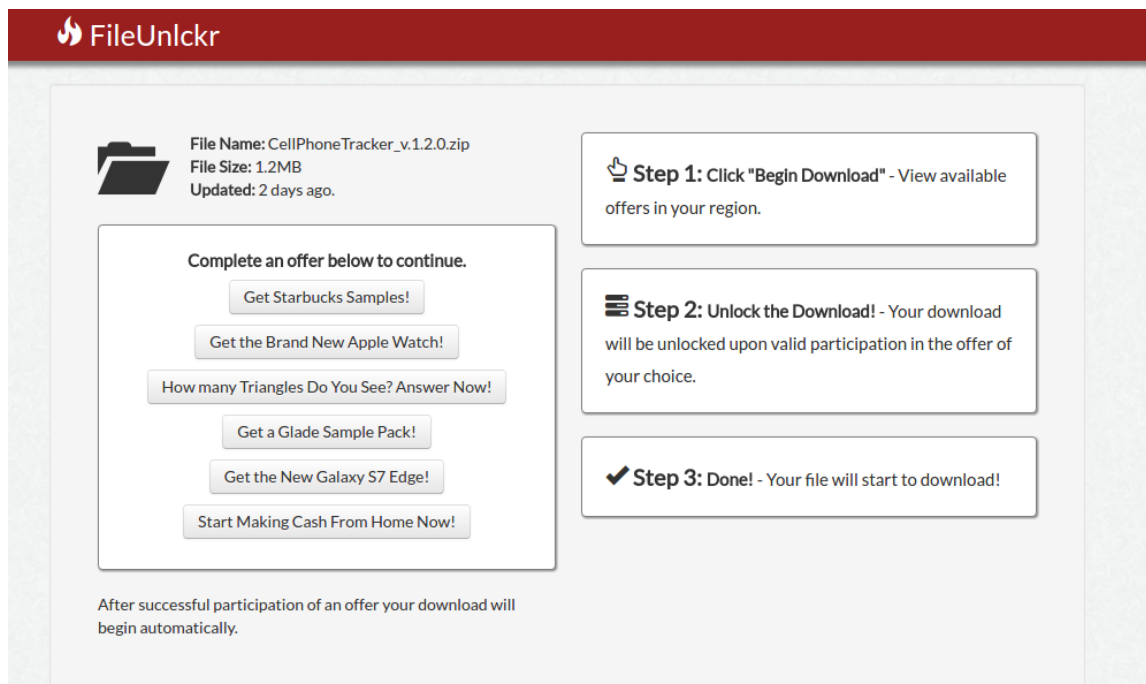 FileUnlckr
File Name: CellPhoneTracker_v.1.2.0.zip
File Size: 1.2MB
Updated: 2 days ago.
Complete an offer below to continue.
Get Starbucks Samples!
Get the Brand New Apple Watch!
How many Triangles Do You See? Answer Now!
Get a Glade Sample Pack!
Get the New Galaxy S7 Edge!
Start Making Cash From Home Now!
After successful participation of an offer your download will
begin automatically.
Step 1: Click "Begin Download" - View available
offers in your region.
Step 2: Unlock the Download! - Your download
will be unlocked upon valid participation in the offer of
your choice.
Step 3: Done! - Your file will start to download!